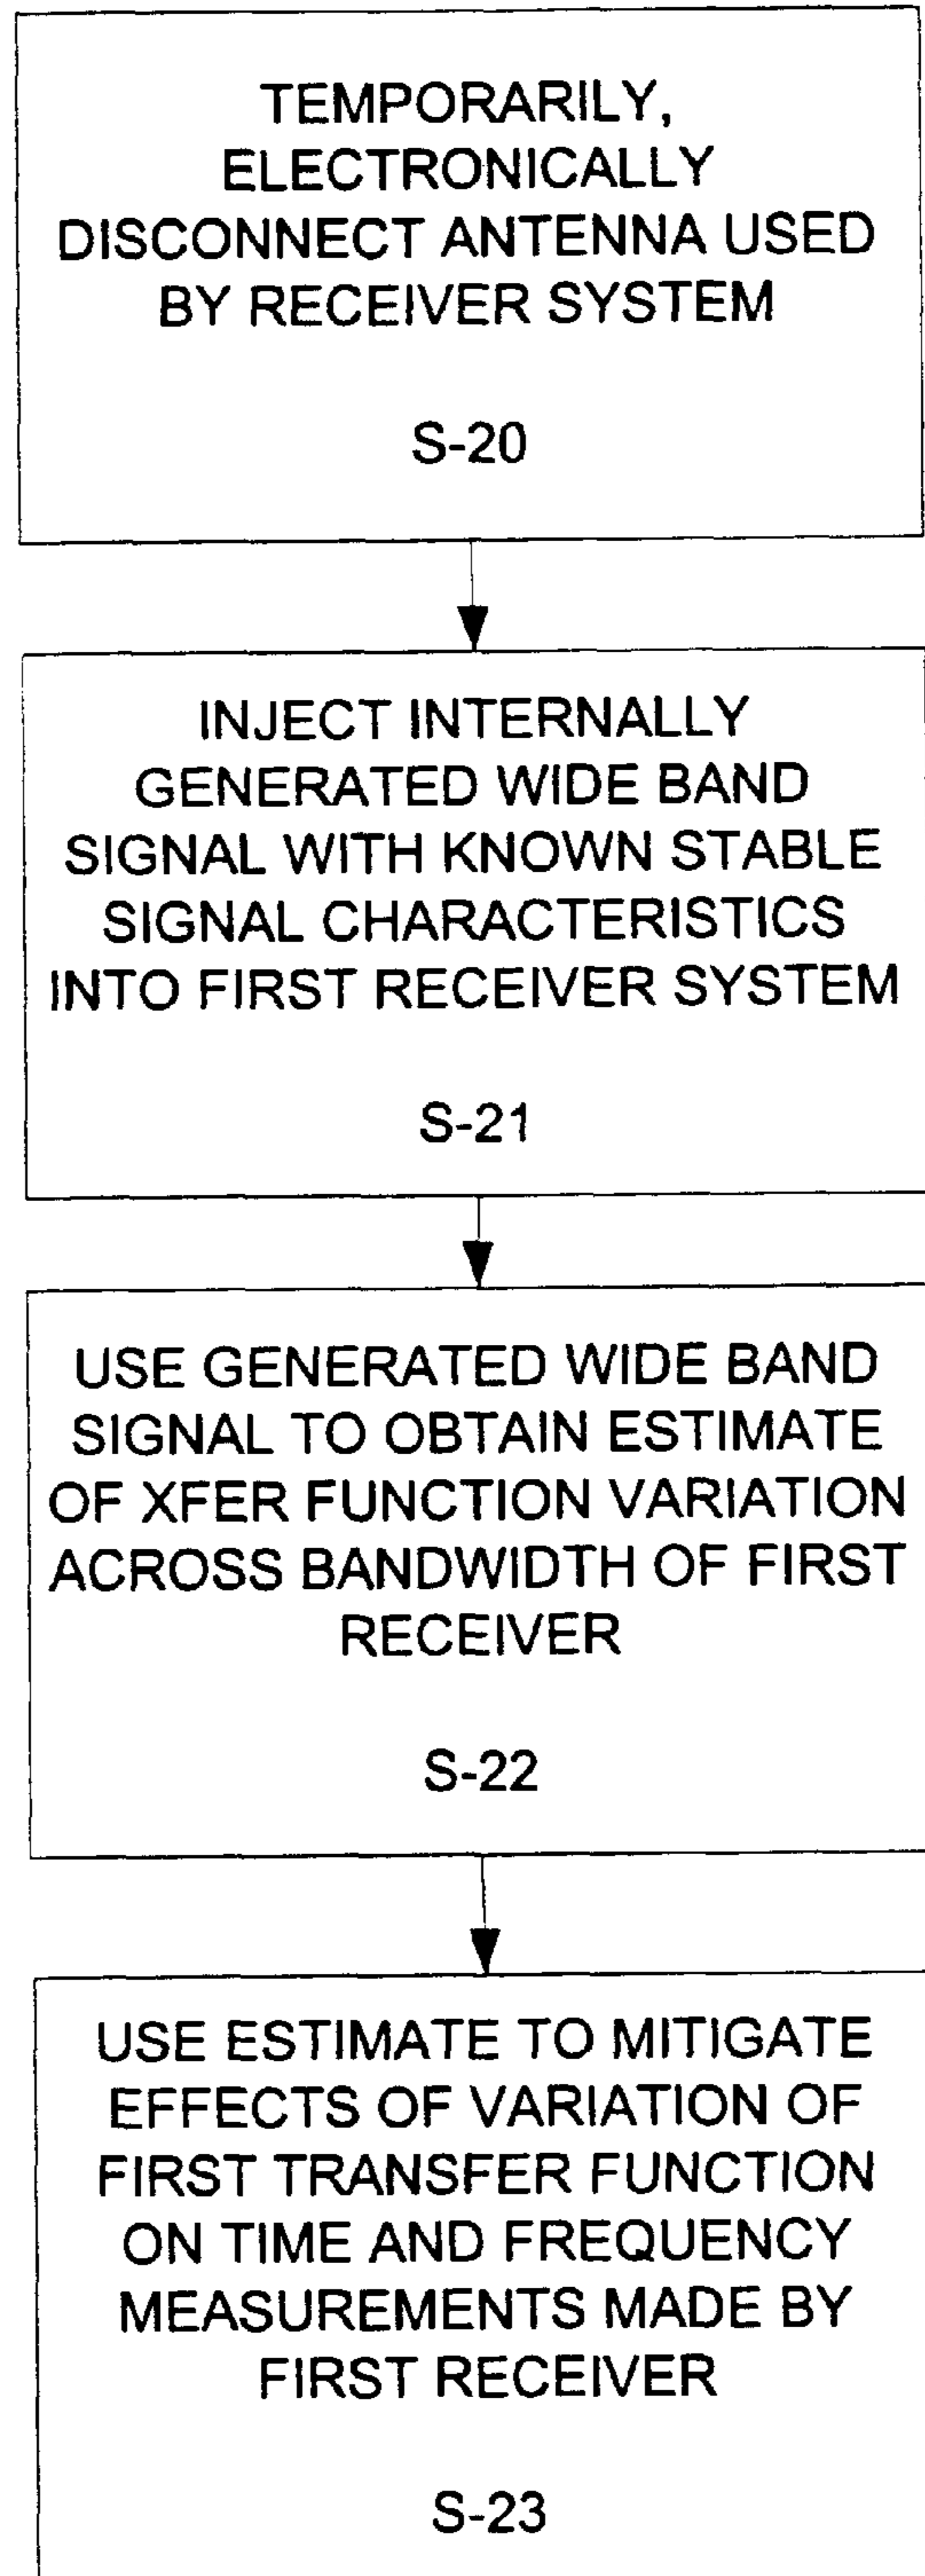 TEMPORARILY,
ELECTRONICALLY
DISCONNECT ANTENNA USED
BY RECEIVER SYSTEM
S-20
INJECT INTERNALLY
GENERATED WIDE BAND
SIGNAL WITH KNOWN STABLE
SIGNAL CHARACTERISTICS
INTO FIRST RECEIVER SYSTEM
S-21
USE GENERATED WIDE BAND
SIGNAL TO OBTAIN ESTIMATE
OF XFER FUNCTION VARIATION
ACROSS BANDWIDTH OF FIRST
RECEIVER
S-22
USE ESTIMATE TO MITIGATE
EFFECTS OF VARIATION OF
FIRST TRANSFER FUNCTION
ON TIME AND FREQUENCY
MEASUREMENTS MADE BY
FIRST RECEIVER
S-23